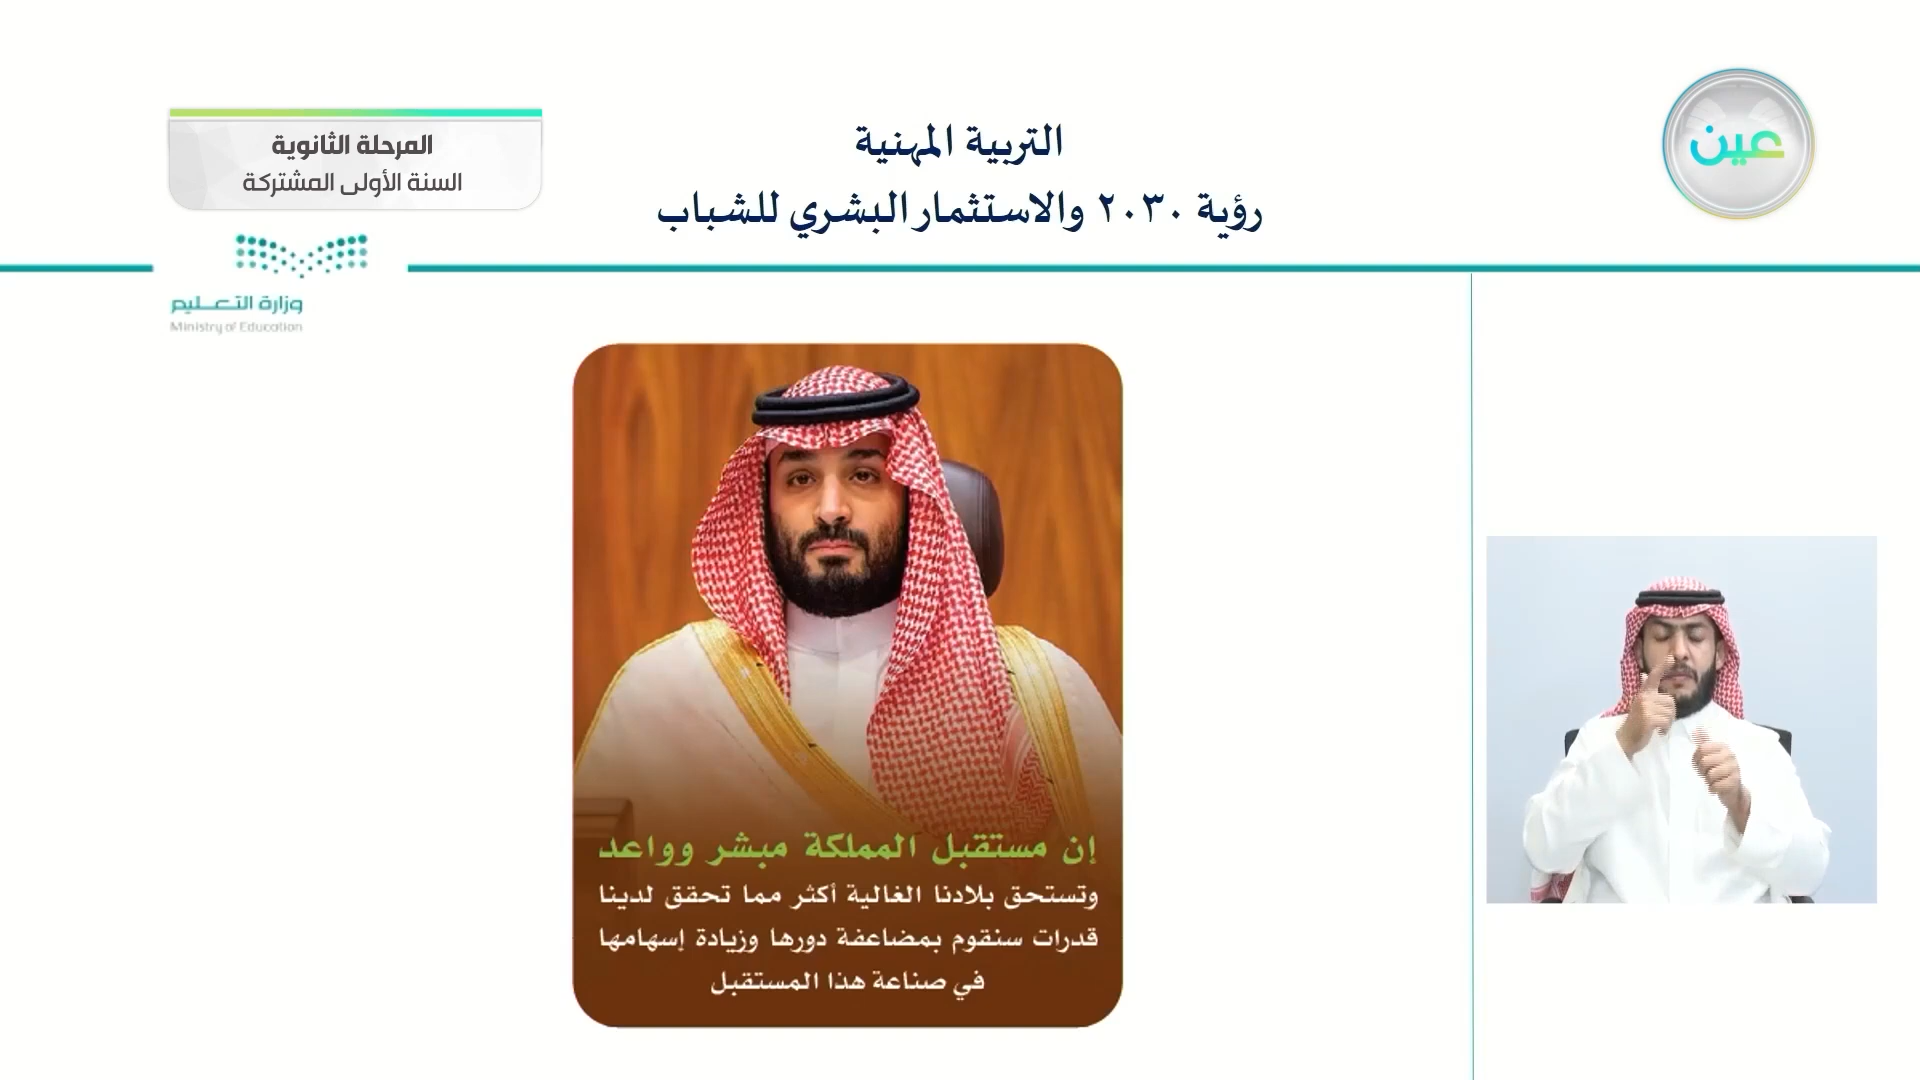 عين
التربية المهنية
رؤية ٢٠٣٠ والاستثمار البشري للشباب
المرحلة الثانوية
السنة الأولى المشتركة
وزارة التعليم
Ministry of Education
إن مستقبل المملكة مبشر وواعد
وتستحق بلادنا الغالية أكثر مما تحقق لدينا
قدرات سنقوم بمضاعفة دورها وزيادة إسهامها
في صناعة هذا المستقبل